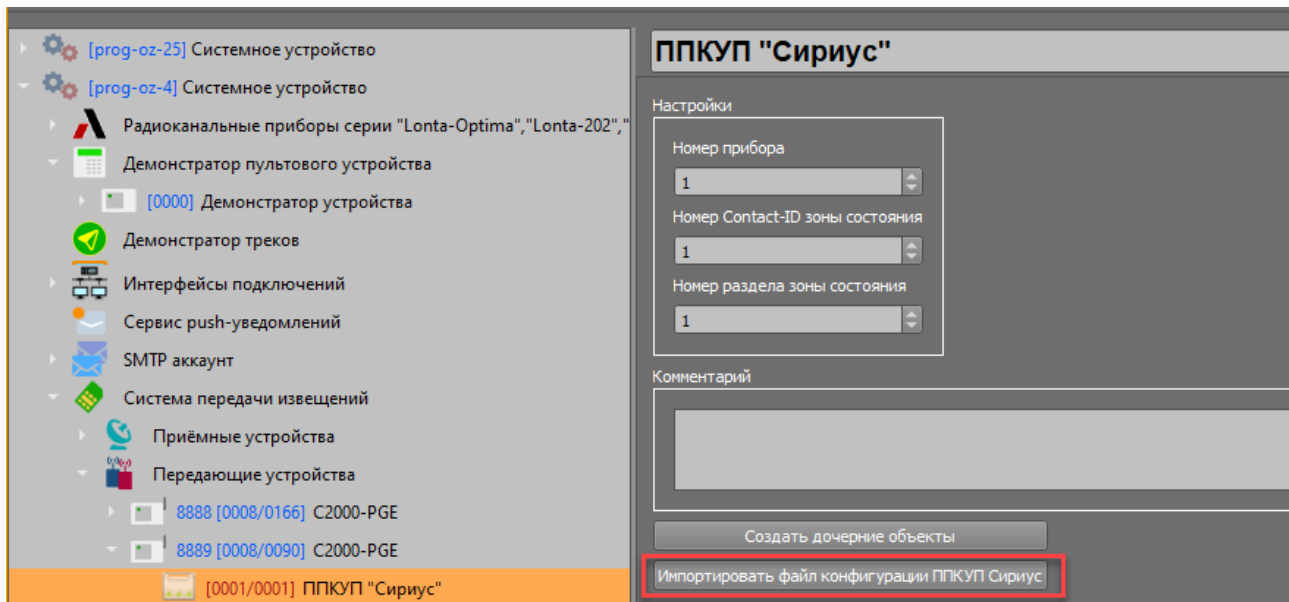 [prog-oz-25] Системное устройство
[prog-oz-4] Системное устройство
Радиоканальные приборы серии "Lonta-Optima","Lonta-202","
Демонстратор пультового устройства
[0000] Демонстратор устройства
Демонстратор треков
Интерфейсы подключений
Сервис push-уведомлений
SMTP аккаунт
Система передачи извещений
Приёмные устройства
Передающие устройства
8888 [0008/0166] C2000-PGE
8889 [0008/0090] C2000-PGE
[0001/0001] ППКУП "Сириус"
ППКУП "Сириус"
Настройки
Номер прибора
1
Номер Contact-ID зоны состояния
1
Номер раздела зоны состояния
1
Комментарий
Создать дочерние объекты
Импортировать файл конфигурации ППКУП Сириус